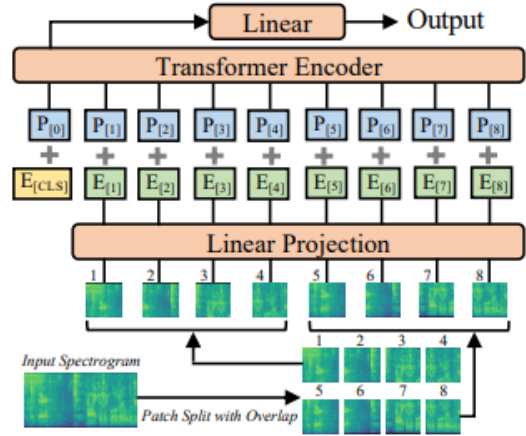 Linear
Output
Transformer Encoder
P[0] P[1] P[2] P[3] P[4] P[5] P[6] P[7] P[8]
+ + + + + + + + +
E[CLS] E[1] E[2] E[3] E[4] E[5] E[6] E[7] E[8]
Linear Projection
1 2 3 4 5 6 7 8
1 2 3 4
Input Spectrogram
5 6 7 8
Patch Split with Overlap